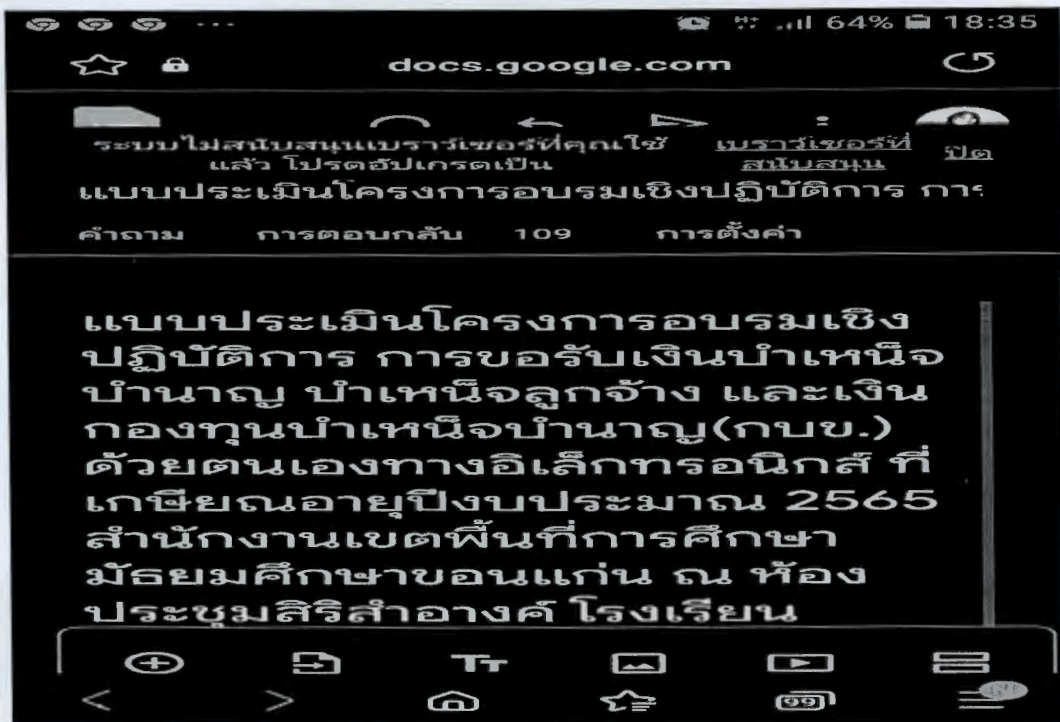 64% 18:35
docs.google.com
ระบบไม่สนับสนุนเบราว์เซอร์ที่คุณใช้
แล้ว โปรดอัปเกรดเป็น
เบราว์เซอร์ที่
สนับสนุน
ปิด
แบบประเมินโครงการอบรมเชิงปฏิบัติการ การ
คำถาม การตอบกลับ 109 การตั้งค่า
แบบประเมินโครงการอบรมเชิง
ปฏิบัติการ การขอรับเงินบำเหน็จ
บำนาญ บำเหน็จลูกจ้าง และเงิน
กองทุนบำเหน็จบำนาญ(กบข.)
ด้วยตนเองทางอิเล็กทรอนิกส์ ที่
เกษียณอายุปีงบประมาณ 2565
สำนักงานเขตพื้นที่การศึกษา
มัธยมศึกษาขอนแก่น ณ ห้อง
ประชุมสิริสำอางค์ โรงเรียน
Tт
99